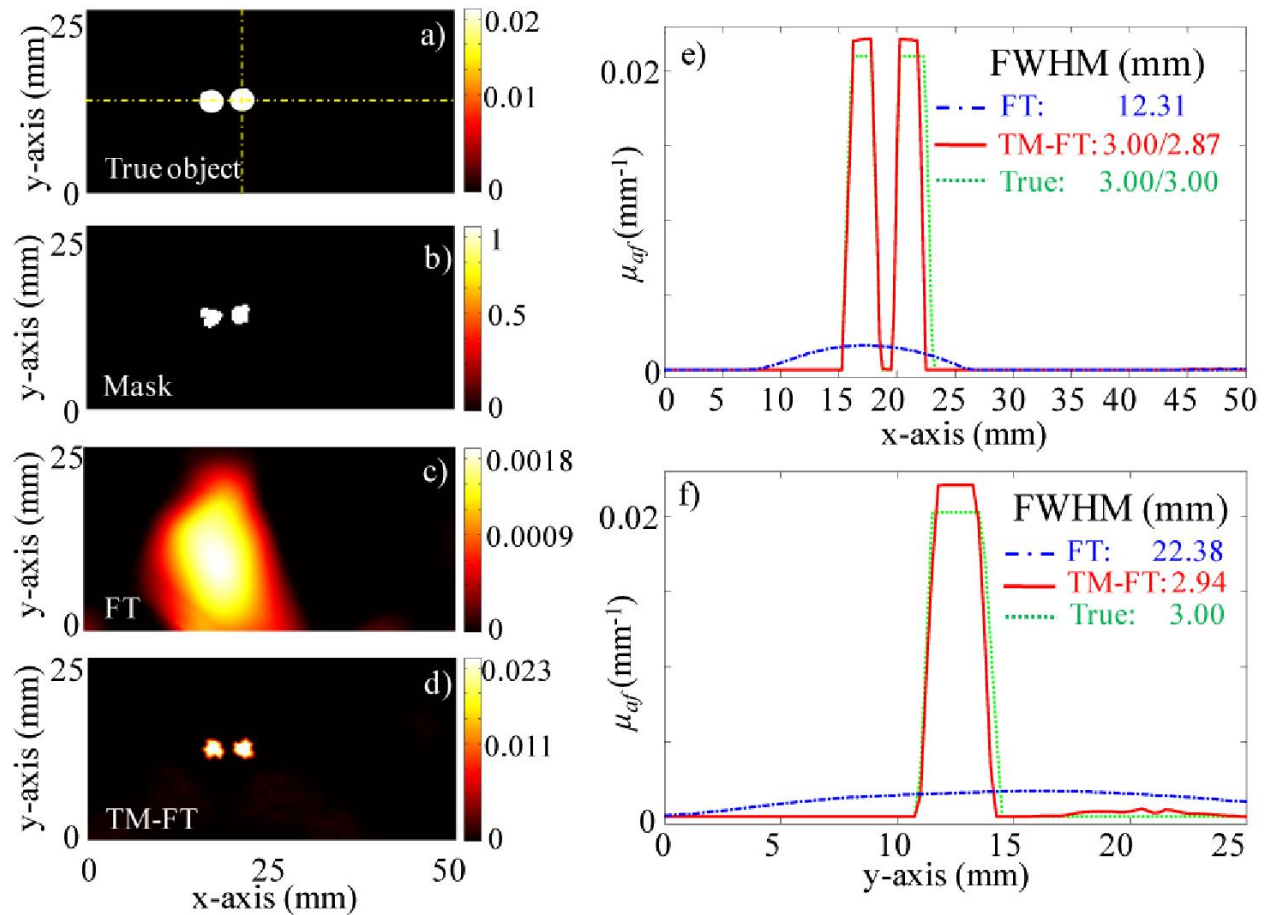 25
a)
0.02
0.01
0
y-axis (mm)
True object
0
25
b)
1
0.5
0
y-axis (mm)
Mask
0
25
c)
0.0018
0.0009
0
y-axis (mm)
FT
0
25
d)
0.023
0.011
0
y-axis (mm)
TM-FT
0
0 25 50
x-axis (mm)
e)
FWHM (mm)
FT: 12.31
TM-FT: 3.00/2.87
True: 3.00/3.00
0.02
μaf (mm-1)
0
0 5 10 15 20 25 30 35 40 45 50
x-axis (mm)
f)
FWHM (mm)
FT: 22.38
TM-FT: 2.94
True: 3.00
0.02
μaf (mm-1)
0
0 5 10 15 20 25
y-axis (mm)